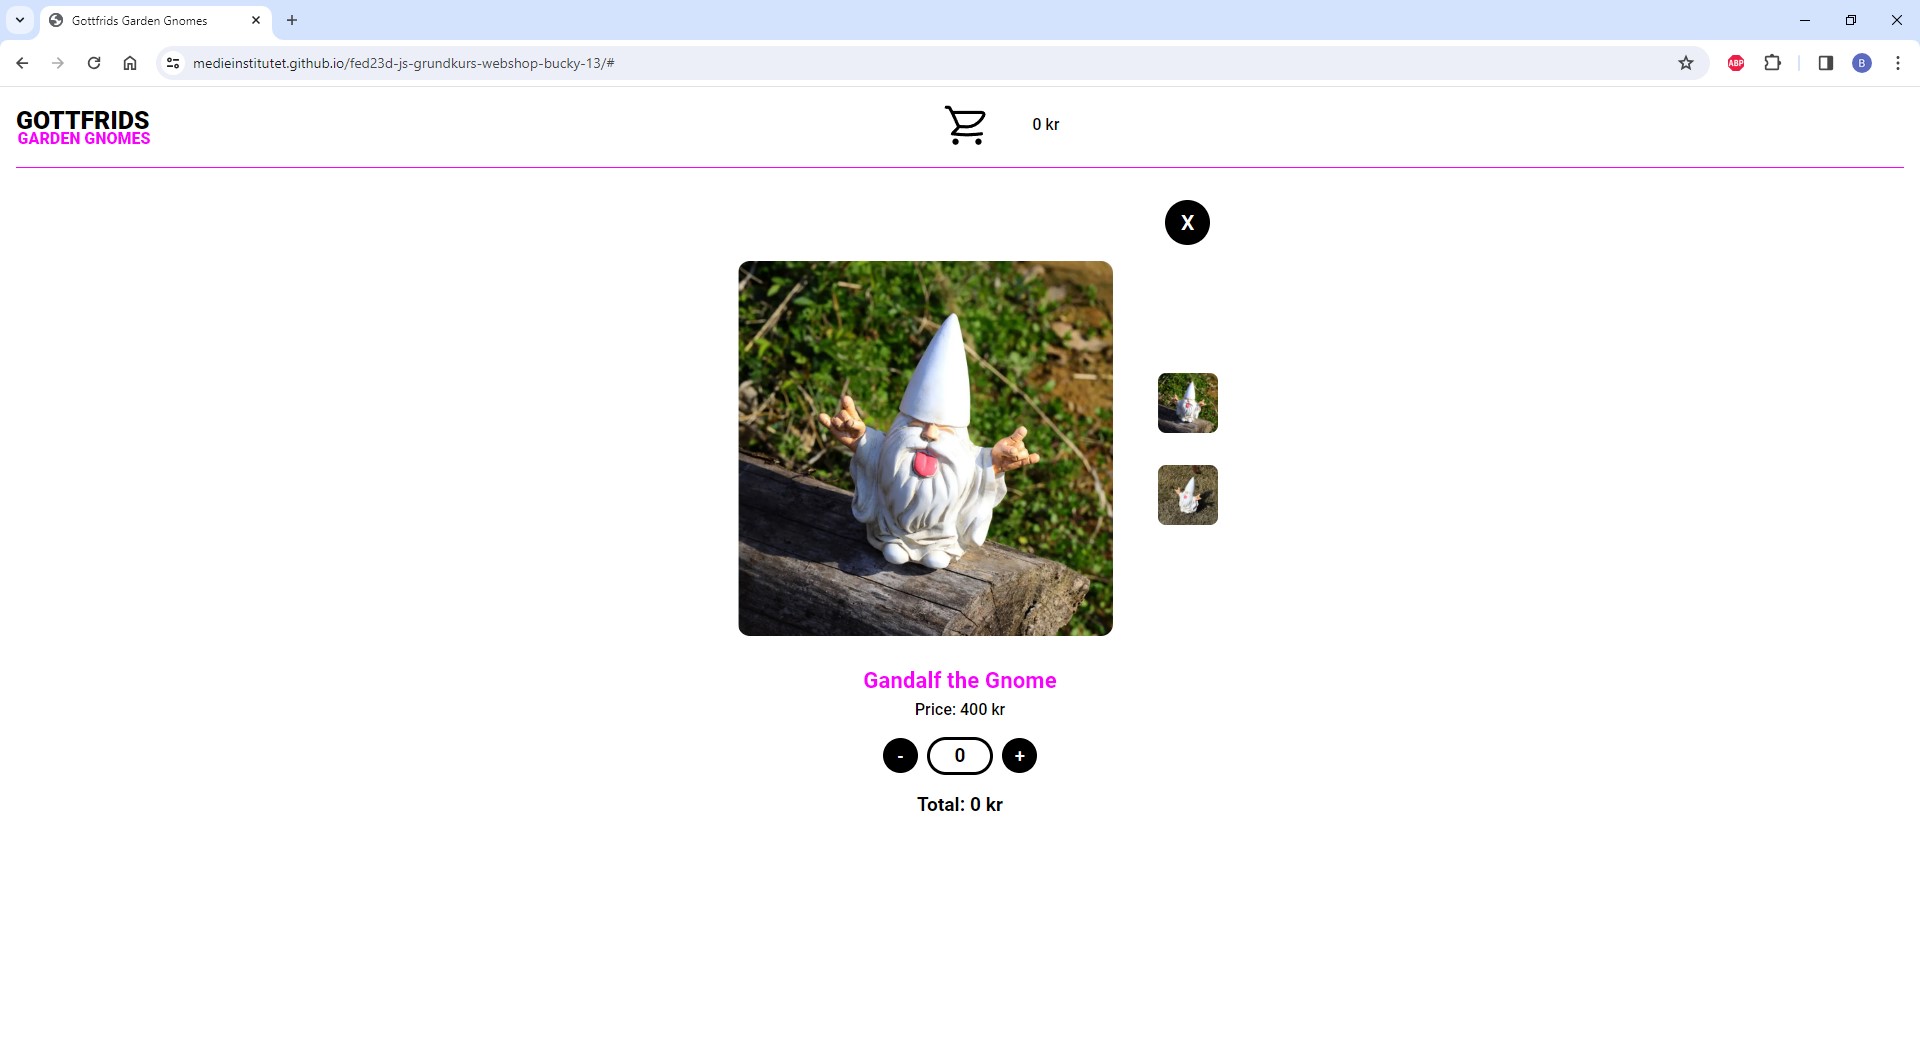 Gottfrids Garden Gnomes
medieinstitutet.github.io/fed23d-js-grundkurs-webshop-bucky-13/#
ABP
B
GOTTFRIDS
GARDEN GNOMES
0 kr
X
Gandalf the Gnome
Price: 400 kr
- 0 +
Total: 0 kr